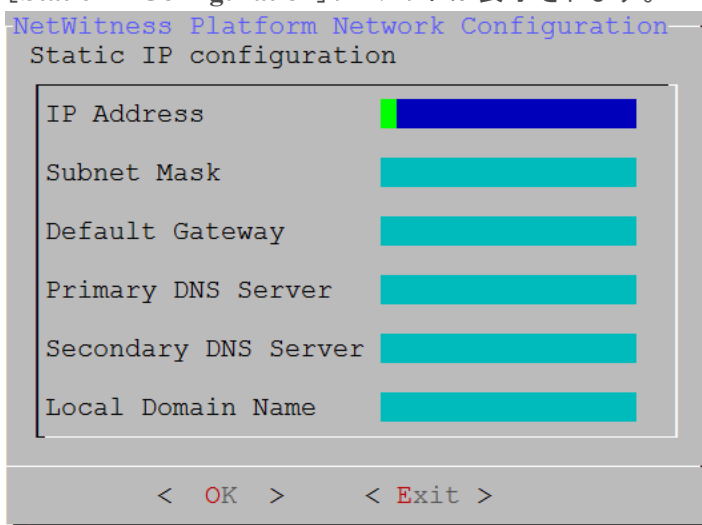 NetWitness Platform Network Configuration
Static IP configuration
IP Address
Subnet Mask
Default Gateway
Primary DNS Server
Secondary DNS Server
Local Domain Name
< OK > < Exit >